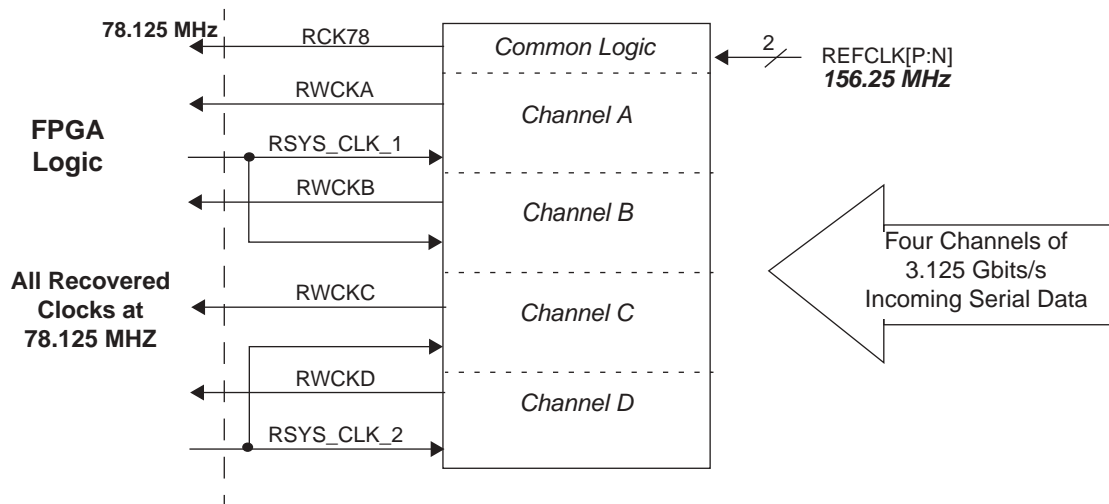 78.125 MHz
RCK78
Common Logic
2
REFCLK[P:N]
156.25 MHz
RWCKA
Channel A
FPGA
Logic
RSYS_CLK_1
RWCKB
Channel B
Four Channels of
3.125 Gbits/s
Incoming Serial Data
All Recovered
Clocks at
78.125 MHZ
RWCKC
Channel C
RWCKD
Channel D
RSYS_CLK_2